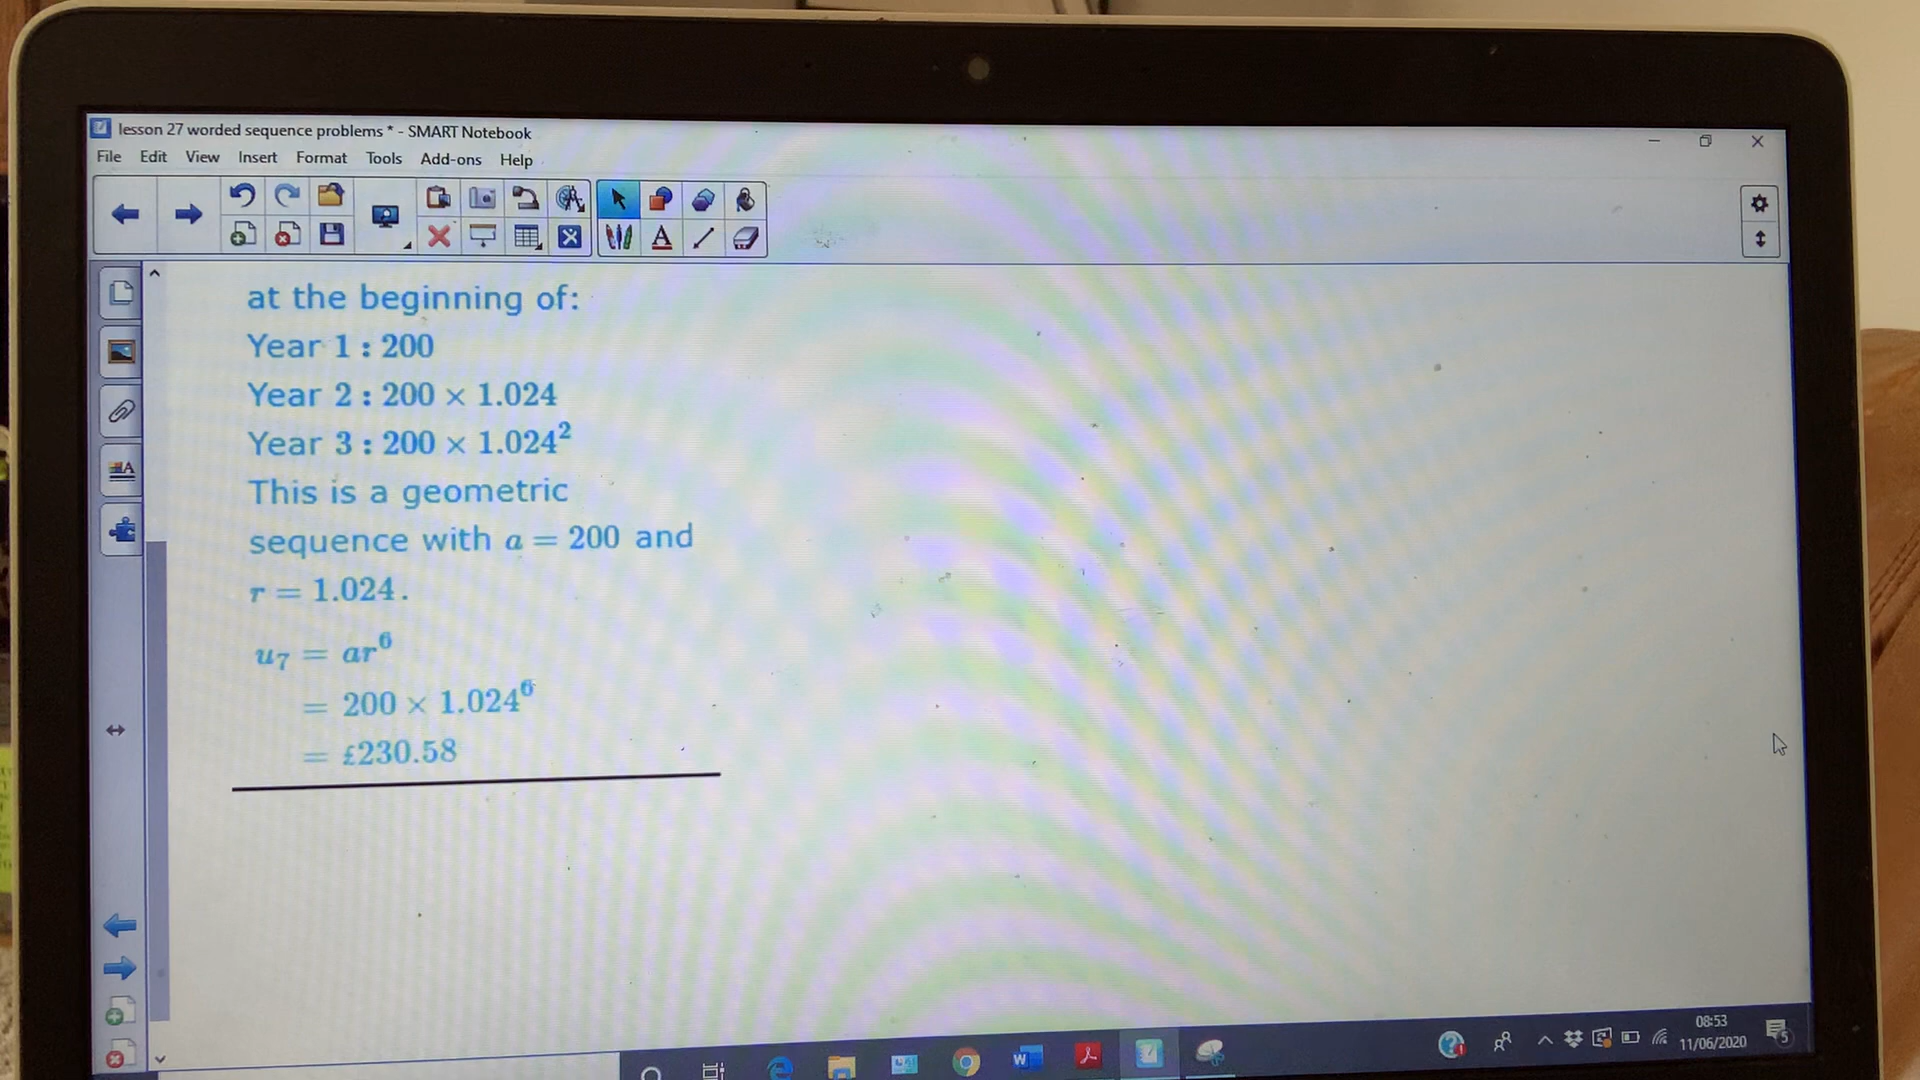 lesson 27 worded sequence problems * - SMART Notebook
File Edit View Insert Format Tools Add-ons Help
at the beginning of:
Year 1 : 200
Year 2 : 200 × 1.024
Year 3 : 200 × 1.024²
This is a geometric
sequence with a = 200 and
r = 1.024.
u₇ = ar⁶
= 200 × 1.024⁶
= £230.58
08:53
11/06/2020
5